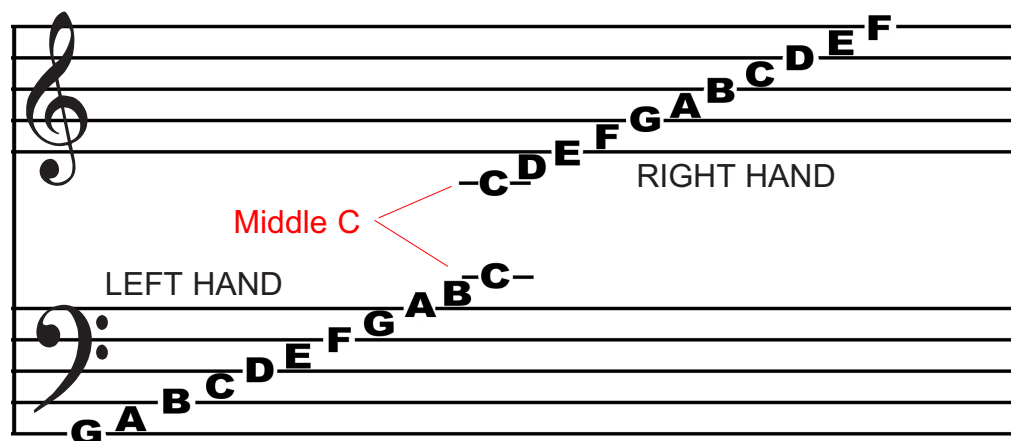 G A B C D E F
–C– D E F
RIGHT HAND
Middle C
LEFT HAND
–C–
G A B C D E F G A B